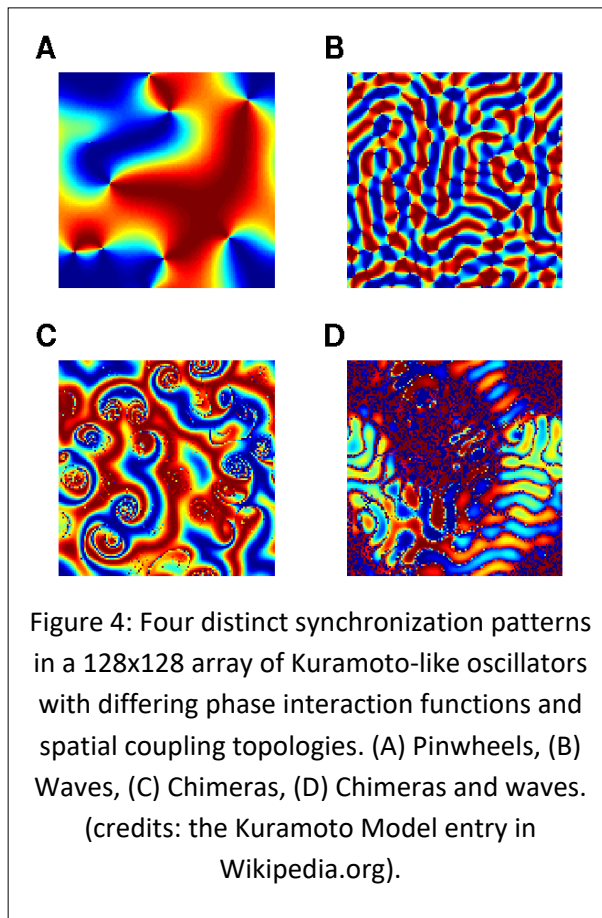 A
B
C
D
Figure 4: Four distinct synchronization patterns
in a 128x128 array of Kuramoto-like oscillators
with differing phase interaction functions and
spatial coupling topologies. (A) Pinwheels, (B)
Waves, (C) Chimeras, (D) Chimeras and waves.
(credits: the Kuramoto Model entry in
Wikipedia.org).